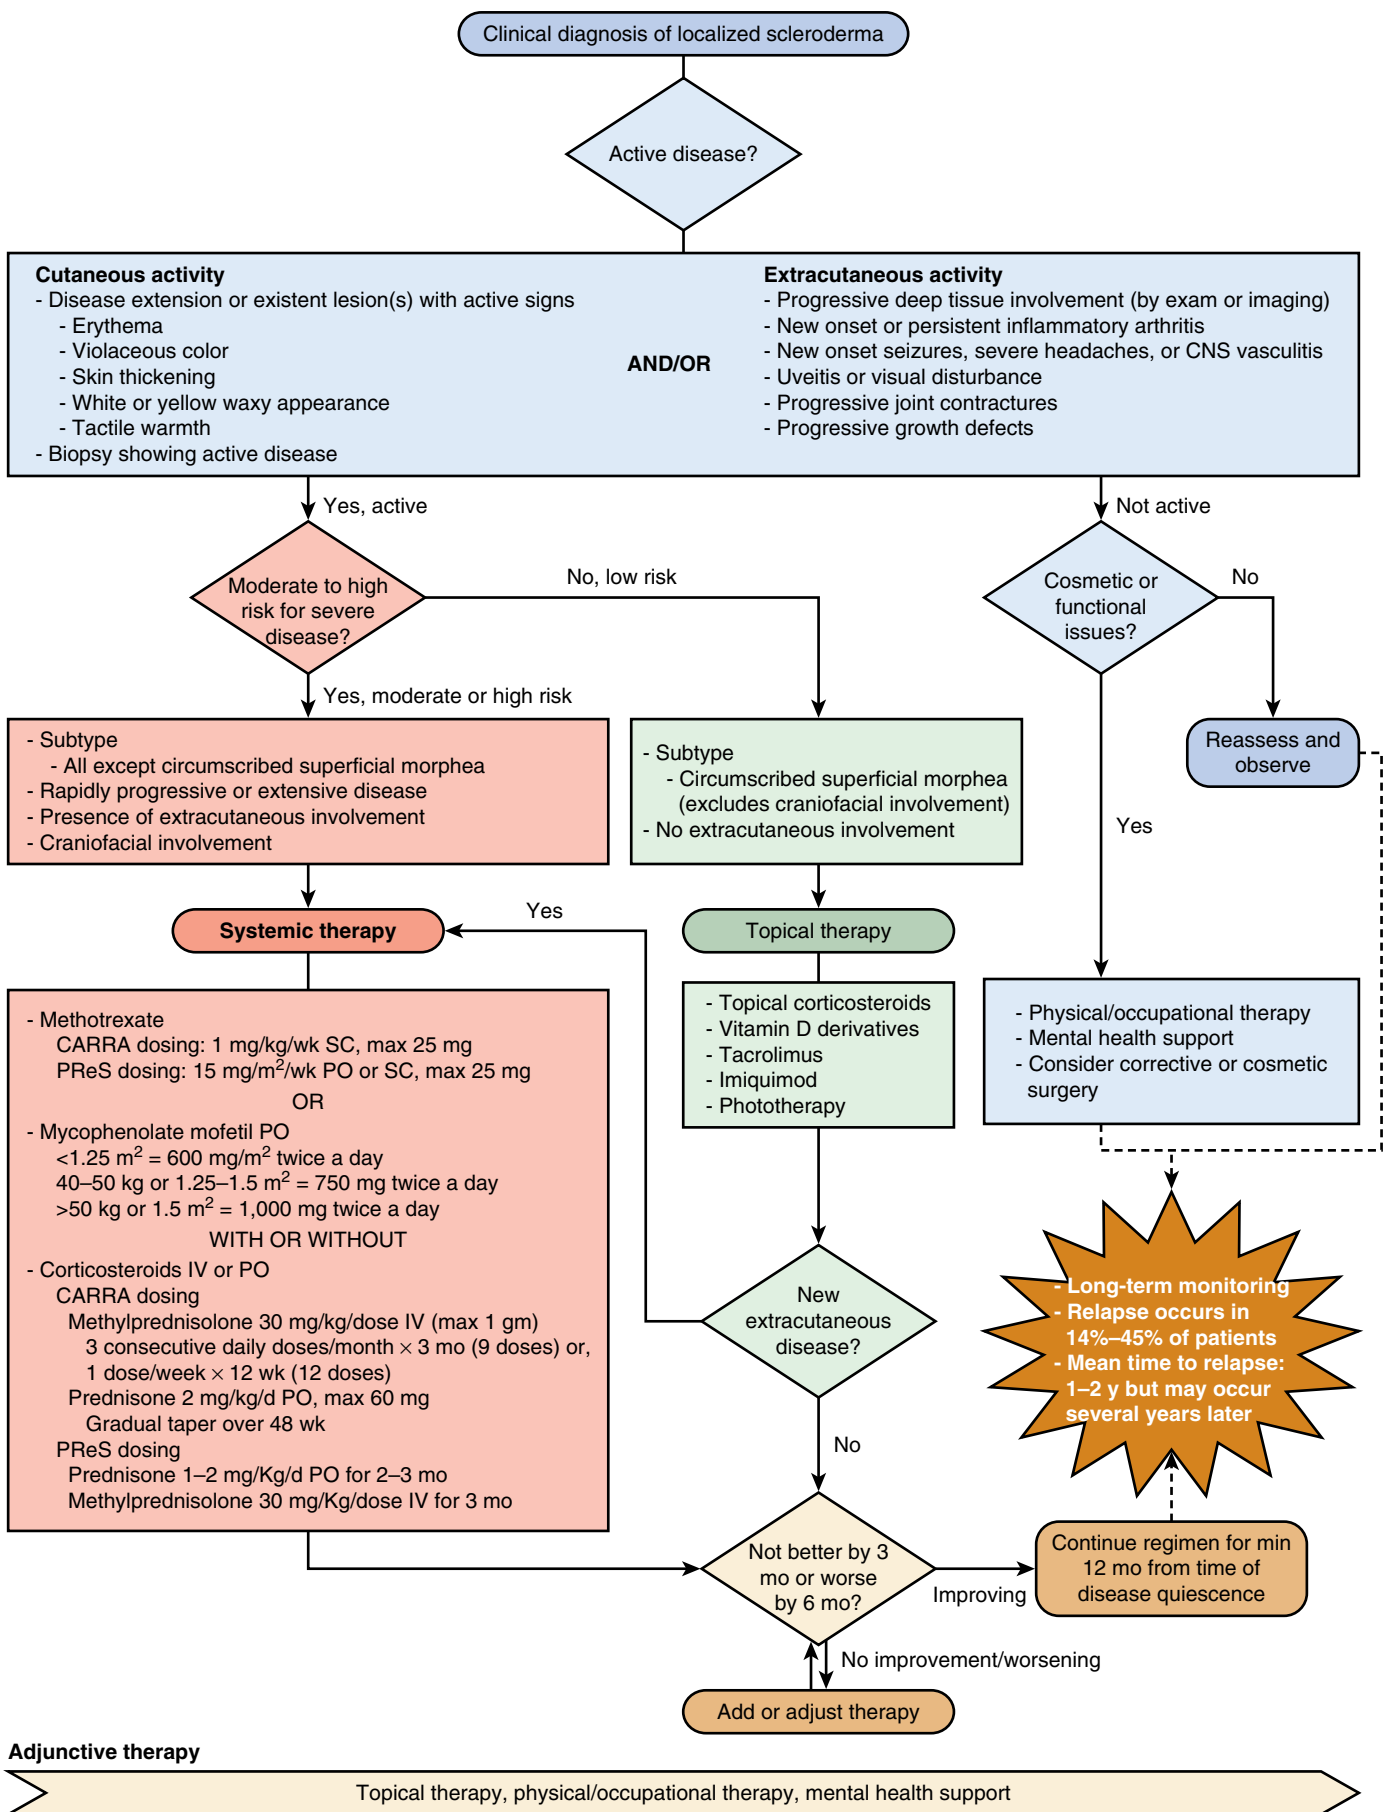 Clinical diagnosis of localized scleroderma
Active disease?
Cutaneous activity
- Disease extension or existent lesion(s) with active signs
- Erythema
- Violaceous color
- Skin thickening
- White or yellow waxy appearance
- Tactile warmth
- Biopsy showing active disease
AND/OR
Extracutaneous activity
- Progressive deep tissue involvement (by exam or imaging)
- New onset or persistent inflammatory arthritis
- New onset seizures, severe headaches, or CNS vasculitis
- Uveitis or visual disturbance
- Progressive joint contractures
- Progressive growth defects
Yes, active
Not active
Moderate to high
risk for severe
disease?
No, low risk
Cosmetic or
functional
issues?
No
Yes, moderate or high risk
- Subtype
- All except circumscribed superficial morphea
- Rapidly progressive or extensive disease
- Presence of extracutaneous involvement
- Craniofacial involvement
- Subtype
- Circumscribed superficial morphea
(excludes craniofacial involvement)
- No extracutaneous involvement
Reassess and
observe
Yes
Systemic therapy
Yes
Topical therapy
- Methotrexate
CARRA dosing: 1 mg/kg/wk SC, max 25 mg
PReS dosing: 15 mg/m²/wk PO or SC, max 25 mg
OR
- Mycophenolate mofetil PO
<1.25 m² = 600 mg/m² twice a day
40–50 kg or 1.25–1.5 m² = 750 mg twice a day
>50 kg or 1.5 m² = 1,000 mg twice a day
WITH OR WITHOUT
- Corticosteroids IV or PO
CARRA dosing
Methylprednisolone 30 mg/kg/dose IV (max 1 gm)
3 consecutive daily doses/month × 3 mo (9 doses) or,
1 dose/week × 12 wk (12 doses)
Prednisone 2 mg/kg/d PO, max 60 mg
Gradual taper over 48 wk
PReS dosing
Prednisone 1–2 mg/Kg/d PO for 2–3 mo
Methylprednisolone 30 mg/Kg/dose IV for 3 mo
- Topical corticosteroids
- Vitamin D derivatives
- Tacrolimus
- Imiquimod
- Phototherapy
- Physical/occupational therapy
- Mental health support
- Consider corrective or cosmetic
surgery
New
extracutaneous
disease?
- Long-term monitoring
- Relapse occurs in
14%–45% of patients
- Mean time to relapse:
1–2 y but may occur
several years later
No
Not better by 3
mo or worse
by 6 mo?
Improving
Continue regimen for min
12 mo from time of
disease quiescence
No improvement/worsening
Add or adjust therapy
Adjunctive therapy
Topical therapy, physical/occupational therapy, mental health support